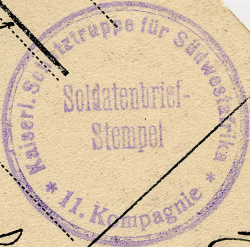 Kaiserl. Schutztruppe für Südwestafrika
Soldatenbrief-
Stempel
* 11. Kompagnie *